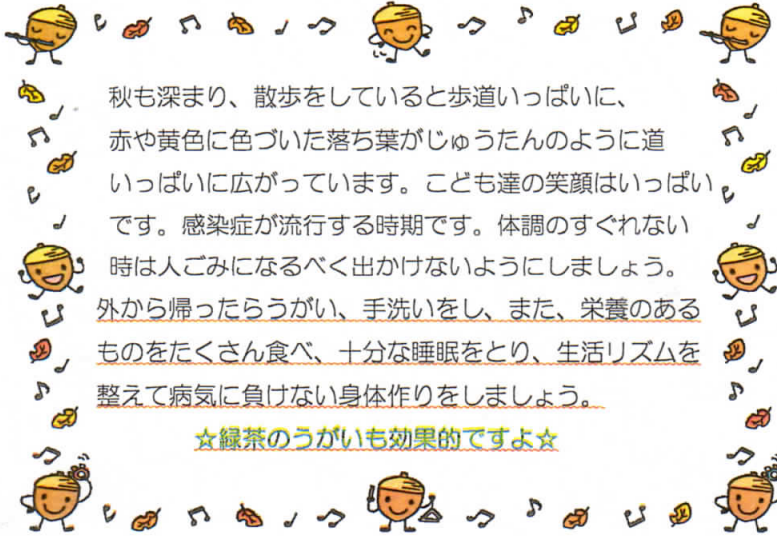 秋も深まり、散歩をしていると歩道いっぱいに、
赤や黄色に色づいた落ち葉がじゅうたんのように道
いっぱいに広がっています。こども達の笑顔はいっぱい
です。感染症が流行する時期です。体調のすぐれない
時は人ごみになるべく出かけないようにしましょう。
外から帰ったらうがい、手洗いをし、また、栄養のある
ものをたくさん食べ、十分な睡眠をとり、生活リズムを
整えて病気に負けない身体作りをしましょう。
☆緑茶のうがいも効果的ですよ☆